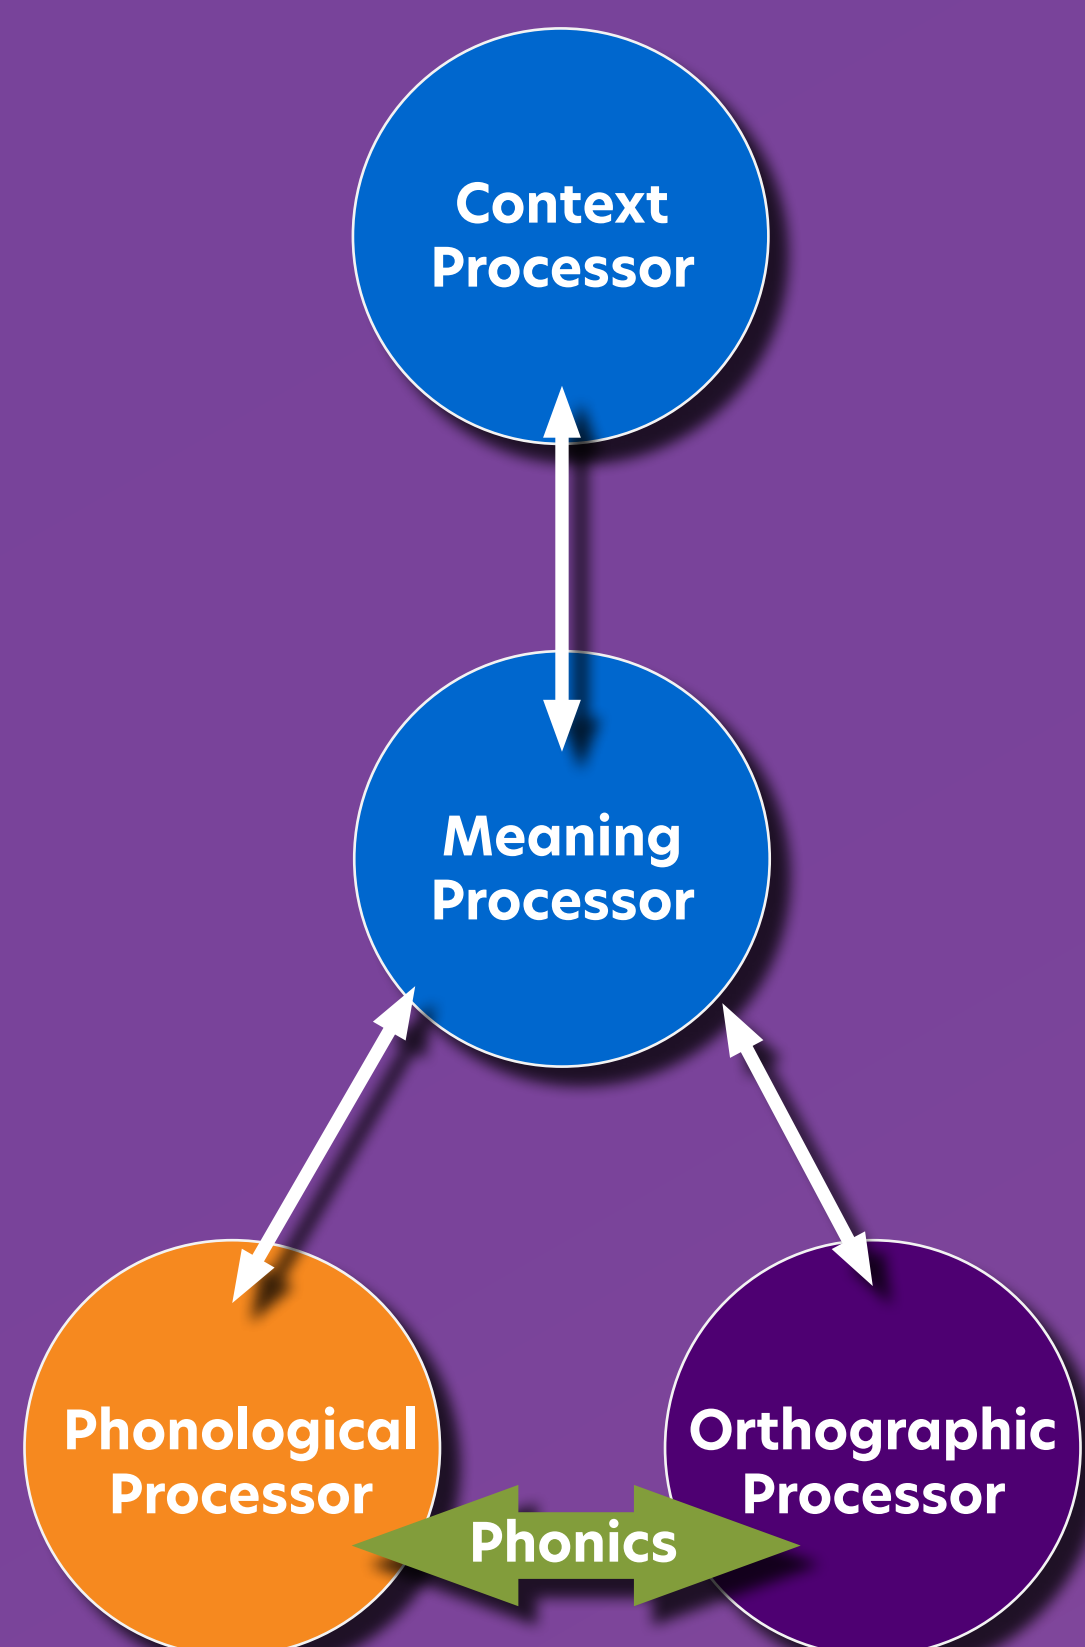 Context
Processor
Meaning
Processor
Phonological
Processor
Orthographic
Processor
Phonics